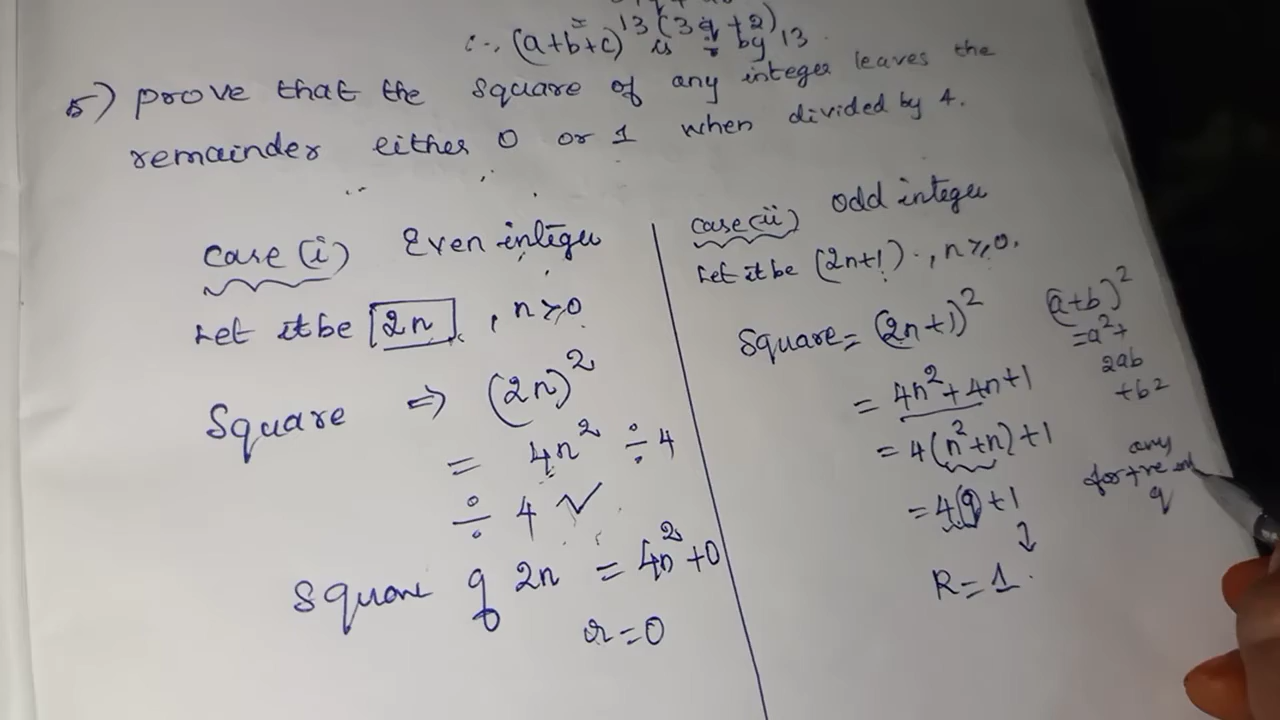 = 13(3q+2)
∴ (a+b+c) is ÷ by 13.
5) prove that the square of any integer leaves the
remainder either 0 or 1 when divided by 4.
case (i) Even integer
Let it be [2n], n≥0
Square ⇒ (2n)²
= 4n² ÷ 4
÷ 4 ✓
Square of 2n = 4n²+0
r=0
case (ii) Odd integer
Let it be (2n+1), n≥0.
Square = (2n+1)²
= 4n²+4n+1
= 4(n²+n)+1
= 4(q)+1
↓
R=1.
(a+b)²
=a²+
2ab
+b²
any
for +ve int
q